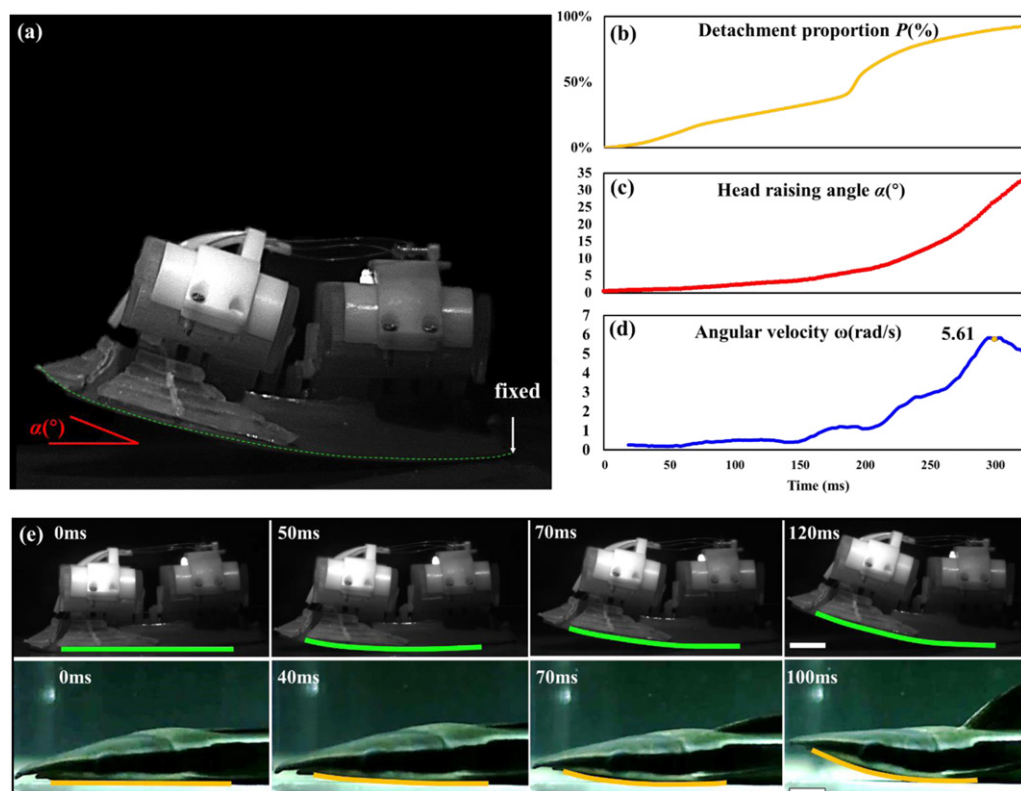 (a)
α(°)
fixed
(b)
Detachment proportion P(%)
100%
50%
0%
(c)
Head raising angle α(°)
35
30
25
20
15
10
5
0
(d)
Angular velocity ω(rad/s)
5.61
7
6
5
4
3
2
1
0
0 50 100 150 200 250 300
Time (ms)
(e) 0ms 50ms 70ms 120ms
0ms 40ms 70ms 100ms